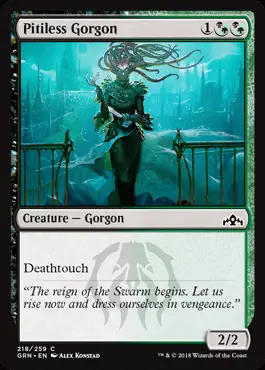 Pitiless Gorgon 1
Creature — Gorgon
Deathtouch
“The reign of the Swarm begins. Let us
rise now and dress ourselves in vengeance.”
2/2
218/259 C
GRN • EN ALEX KONSTAD
™ & © 2018 Wizards of the Coast